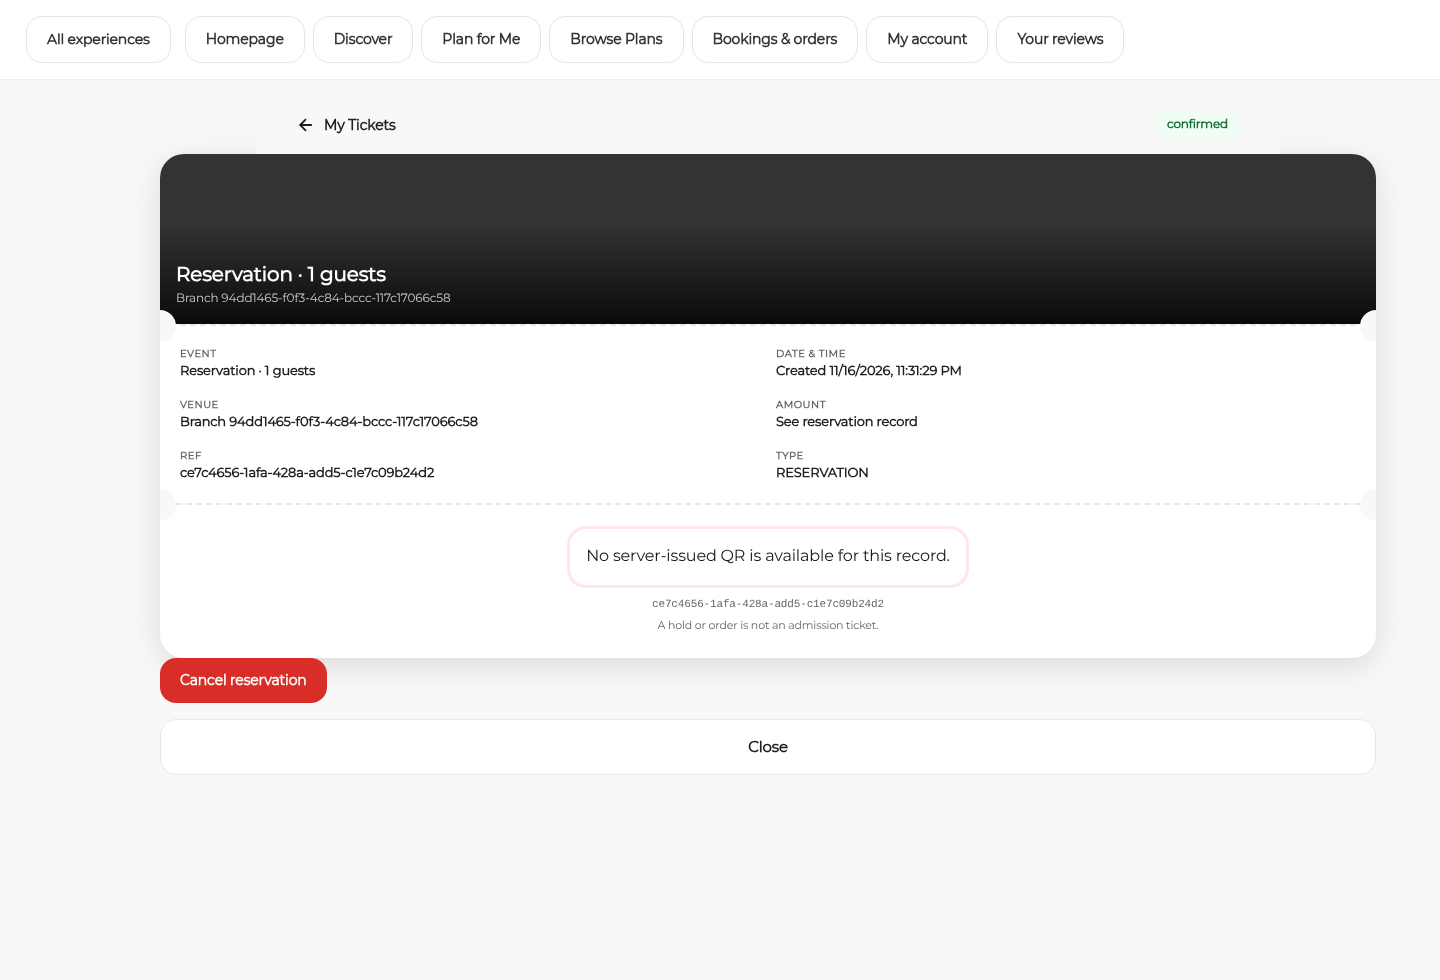 All experiences
Homepage
Discover
Plan for Me
Browse Plans
Bookings & orders
My account
Your reviews
My Tickets
confirmed
Reservation · 1 guests
Branch 94dd1465-f0f3-4c84-bccc-117c17066c58
EVENT
Reservation · 1 guests
DATE & TIME
Created 11/16/2026, 11:31:29 PM
VENUE
Branch 94dd1465-f0f3-4c84-bccc-117c17066c58
AMOUNT
See reservation record
REF
ce7c4656-1afa-428a-add5-c1e7c09b24d2
TYPE
RESERVATION
No server-issued QR is available for this record.
ce7c4656-1afa-428a-add5-c1e7c09b24d2
A hold or order is not an admission ticket.
Cancel reservation
Close